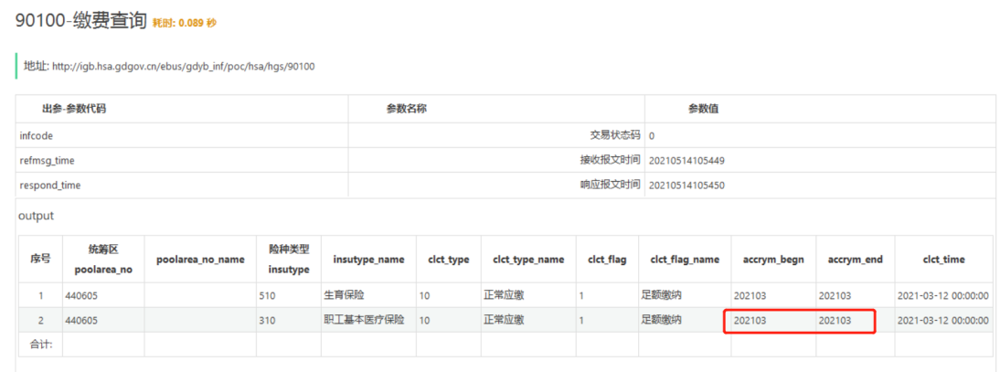 90100-缴费查询 耗时: 0.089 秒
地址: http://igb.hsa.gdgov.cn/ebus/gdyb_inf/poc/hsa/hgs/90100
出参-参数代码 参数名称 参数值
infcode 交易状态码 0
refmsg_time 接收报文时间 20210514105449
respond_time 响应报文时间 20210514105450
output
序号 统筹区 poolarea_no poolarea_no_name 险种类型 insutype insutype_name clct_type clct_type_name clct_flag clct_flag_name accrym_begn accrym_end clct_time
1 440605 510 生育保险 10 正常应缴 1 足额缴纳 202103 202103 2021-03-12 00:00:00
2 440605 310 职工基本医疗保险 10 正常应缴 1 足额缴纳 202103 202103 2021-03-12 00:00:00
合计: